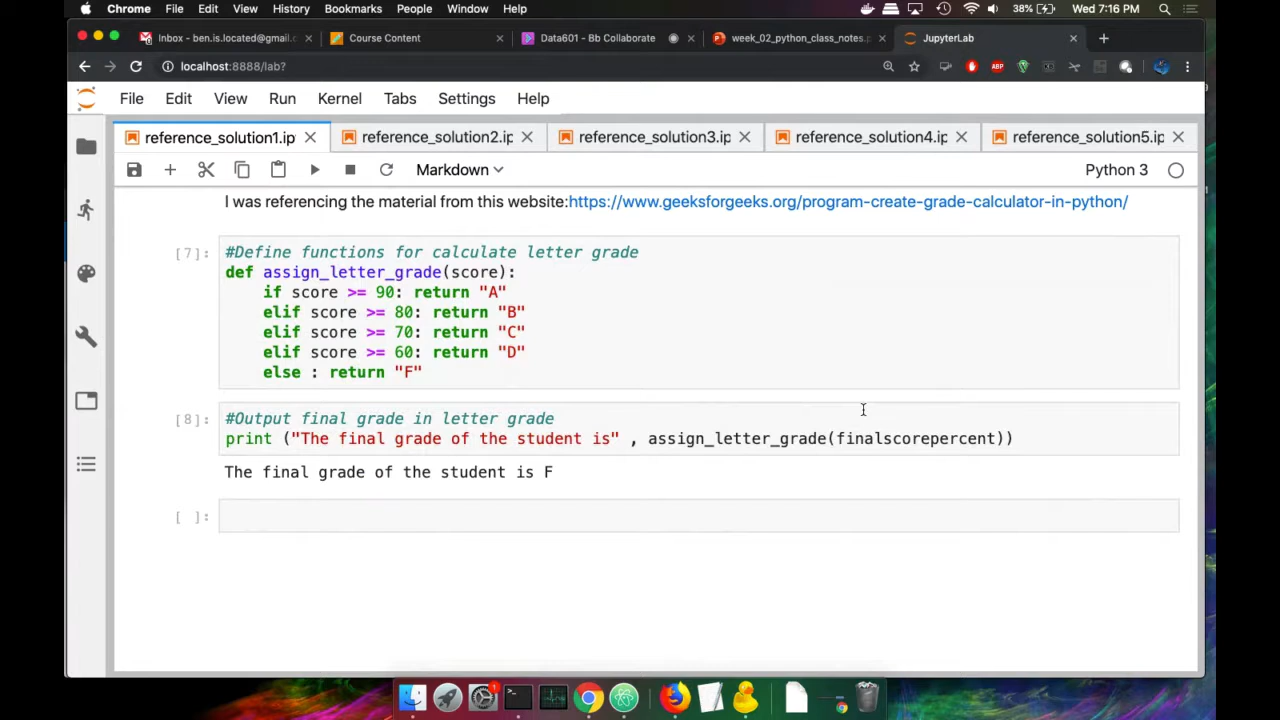 Chrome File Edit View History Bookmarks People Window Help 38% Wed 7:16 PM
Inbox - ben.is.located@gmail.c Course Content Data601 - Bb Collaborate week_02_python_class_notes.p JupyterLab
localhost:8888/lab?
ABP
File Edit View Run Kernel Tabs Settings Help
reference_solution1.ip reference_solution2.ip reference_solution3.ip reference_solution4.ip reference_solution5.ip
Markdown Python 3
I was referencing the material from this website:https://www.geeksforgeeks.org/program-create-grade-calculator-in-python/
[7]: #Define functions for calculate letter grade
def assign_letter_grade(score):
if score >= 90: return "A"
elif score >= 80: return "B"
elif score >= 70: return "C"
elif score >= 60: return "D"
else : return "F"
[8]: #Output final grade in letter grade
print ("The final grade of the student is" , assign_letter_grade(finalscorepercent))
The final grade of the student is F
[ ]:
1